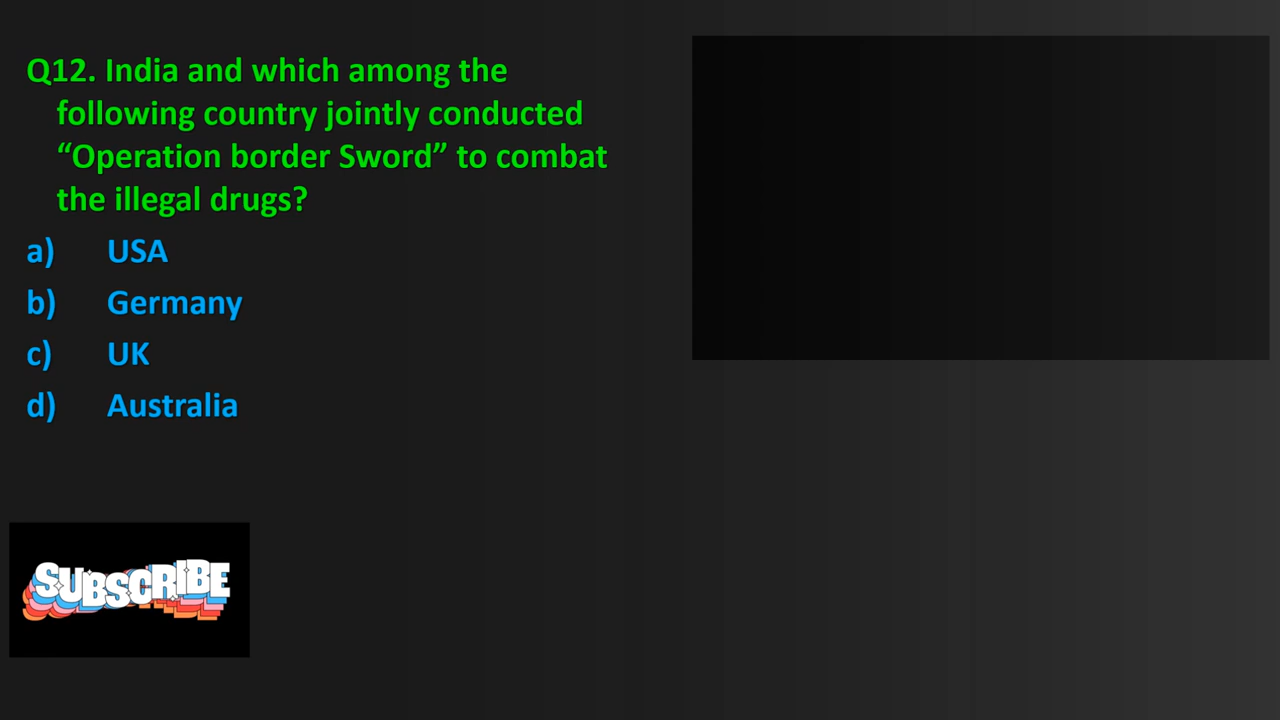 Q12. India and which among the
following country jointly conducted
“Operation border Sword” to combat
the illegal drugs?
a) USA
b) Germany
c) UK
d) Australia
SUBSCRIBE